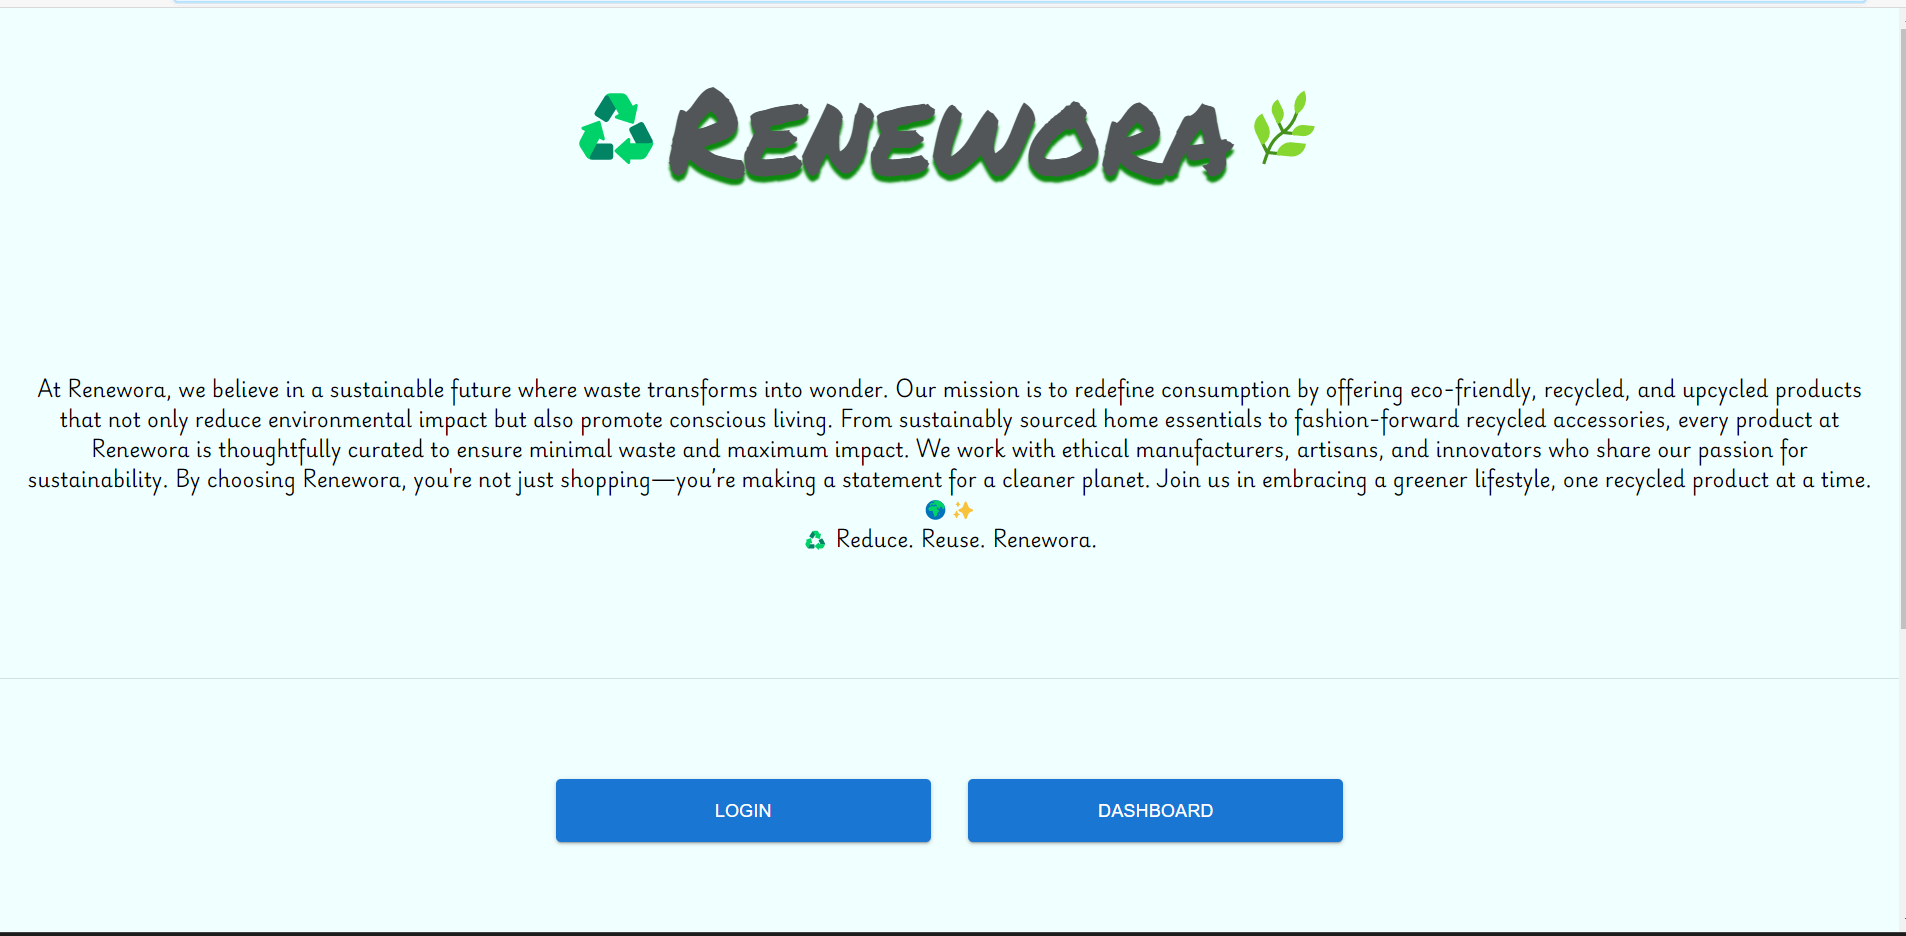 ♻️ Renewora 🌿
At Renewora, we believe in a sustainable future where waste transforms into wonder. Our mission is to redefine consumption by offering eco-friendly, recycled, and upcycled products
that not only reduce environmental impact but also promote conscious living. From sustainably sourced home essentials to fashion-forward recycled accessories, every product at
Renewora is thoughtfully curated to ensure minimal waste and maximum impact. We work with ethical manufacturers, artisans, and innovators who share our passion for
sustainability. By choosing Renewora, you're not just shopping—you’re making a statement for a cleaner planet. Join us in embracing a greener lifestyle, one recycled product at a time.
🌍✨
♻️ Reduce. Reuse. Renewora.
LOGIN
DASHBOARD